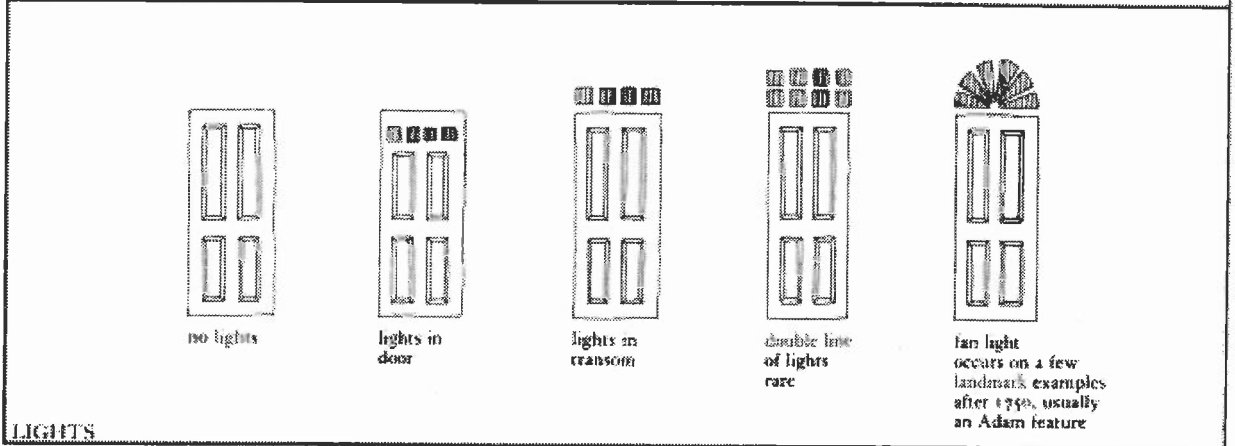 no lights
lights in
door
lights in
transom
double line
of lights
rare
fan light
occurs on a few
landmark examples
after 1750, usually
an Adam feature
LIGHTS